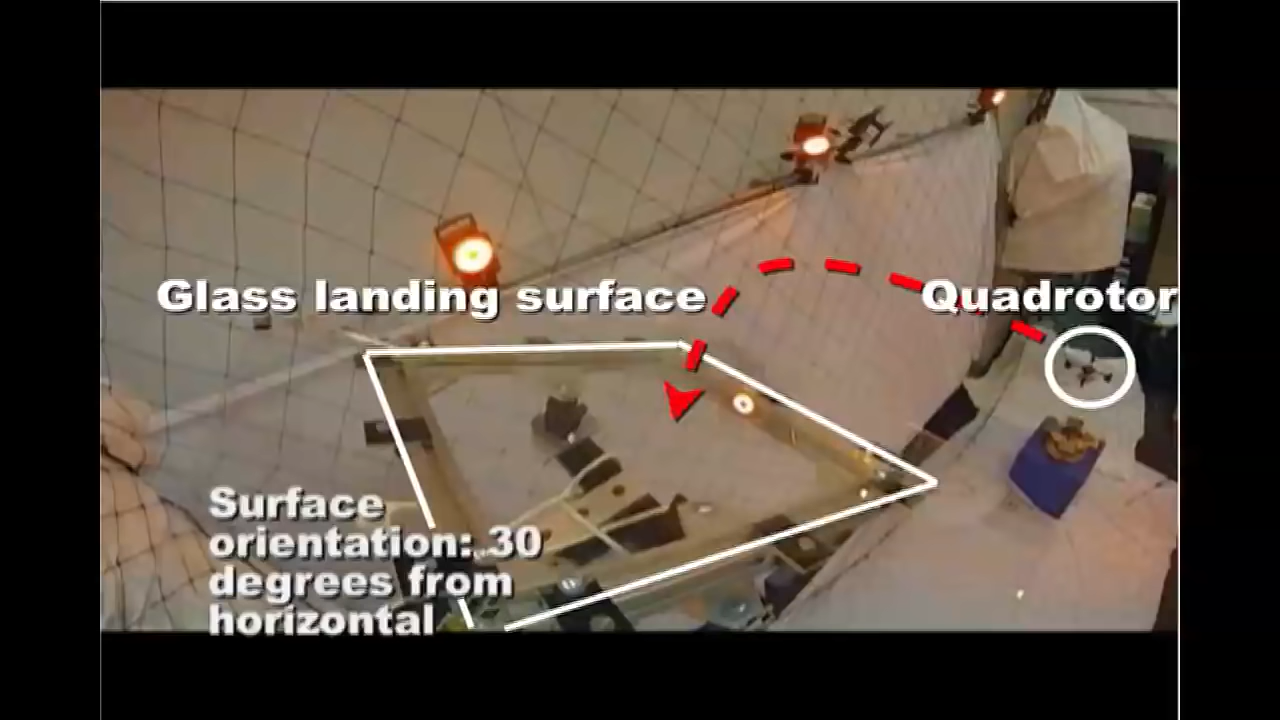 Glass landing surface
Quadrotor
Surface
orientation: 30
degrees from
horizontal